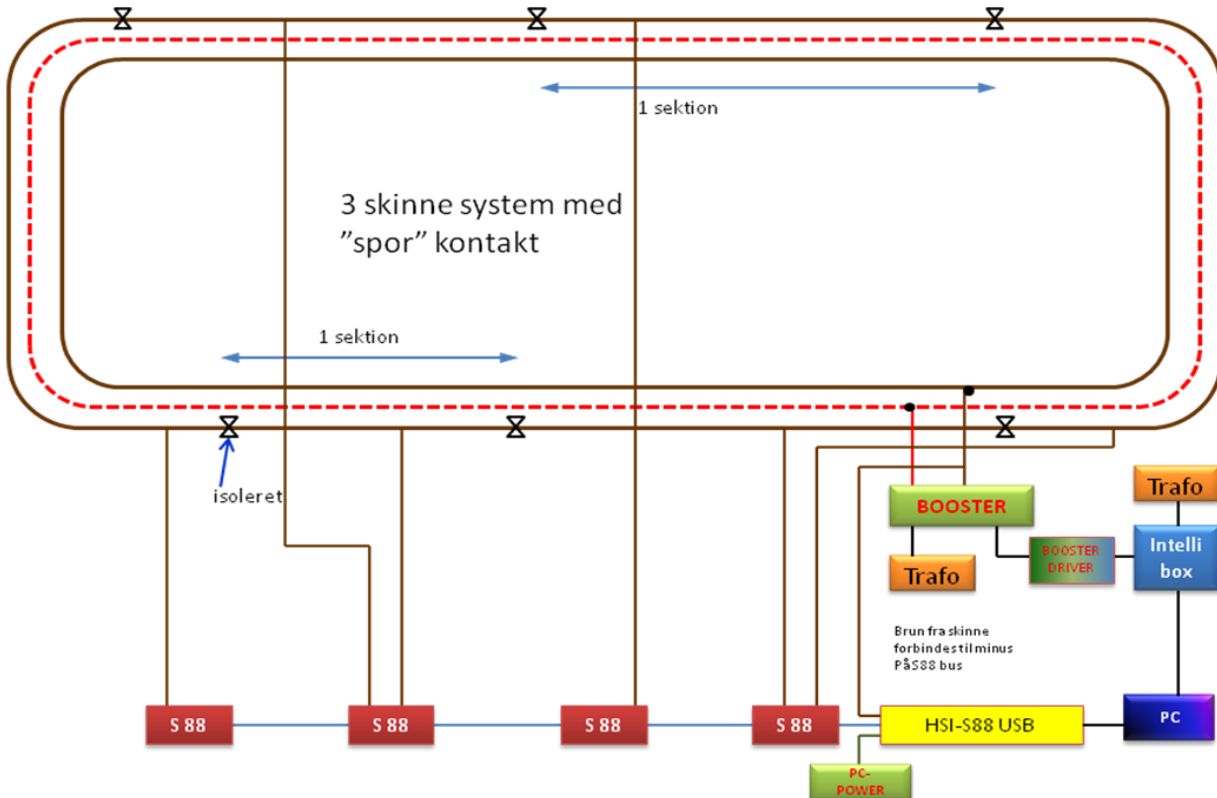 1 sektion
3 skinne system med
”spor” kontakt
1 sektion
isoleret
BOOSTER
Trafo
Trafo
BOOSTER
DRIVER
Intelli
box
Brun fra skinne
forbindes til minus
På S88 bus
S 88
S 88
S 88
S 88
HSI-S88 USB
PC
PC-
POWER